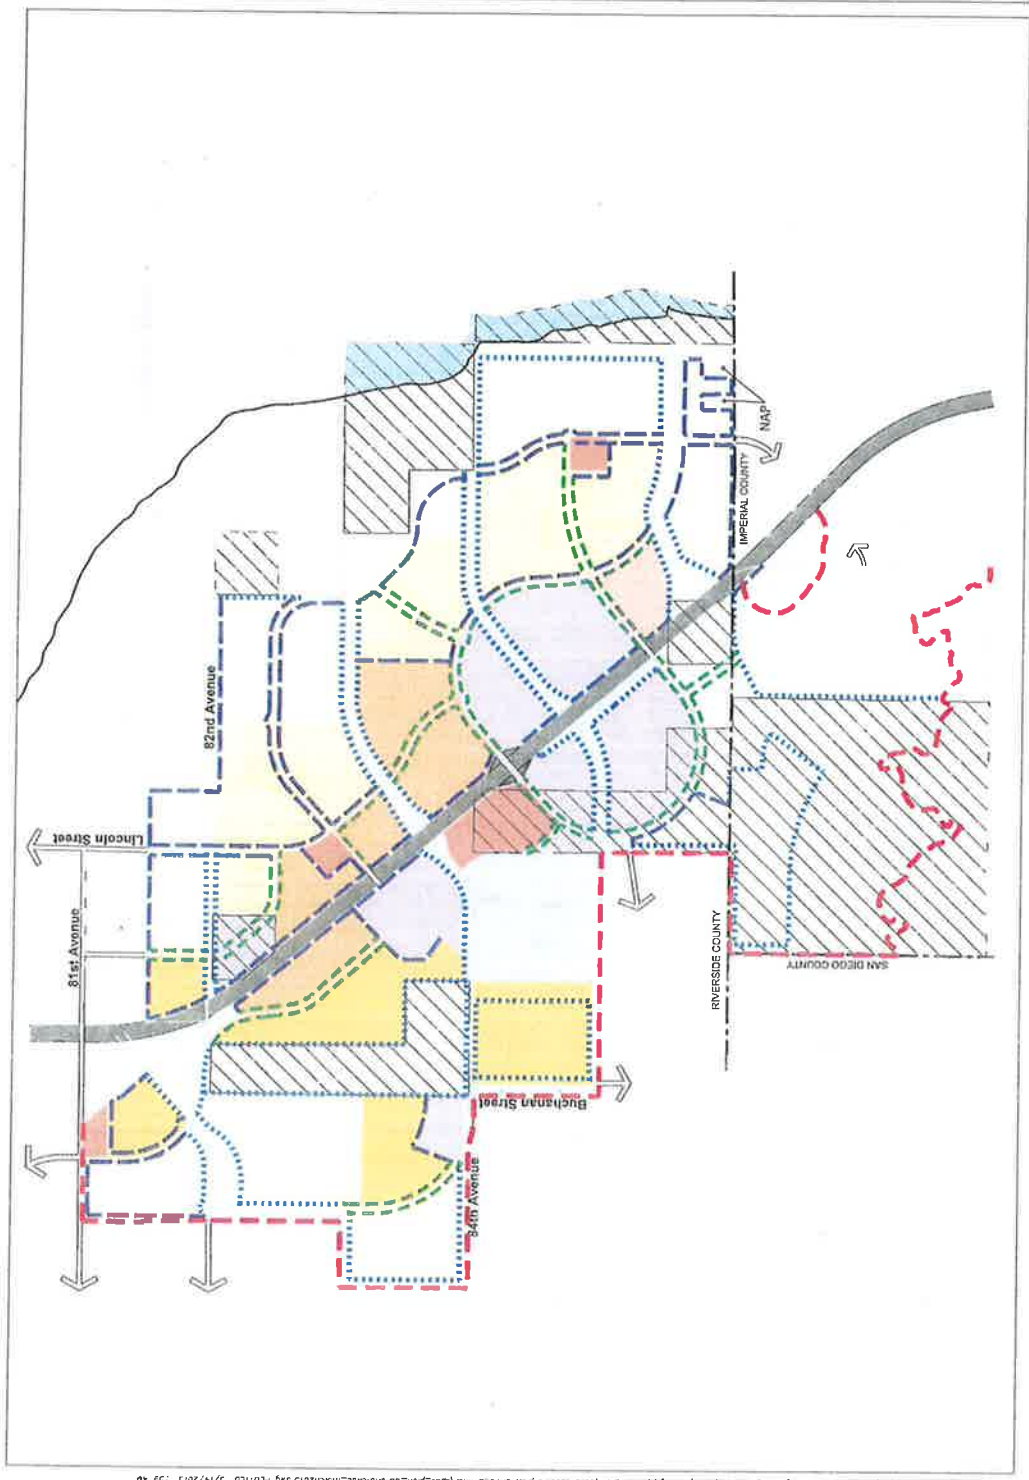 82nd Avenue
Lincoln Street
81st Avenue
NAP
IMPERIAL COUNTY
RIVERSIDE COUNTY
SAN DIEGO COUNTY
Buchanan Street
84th Avenue